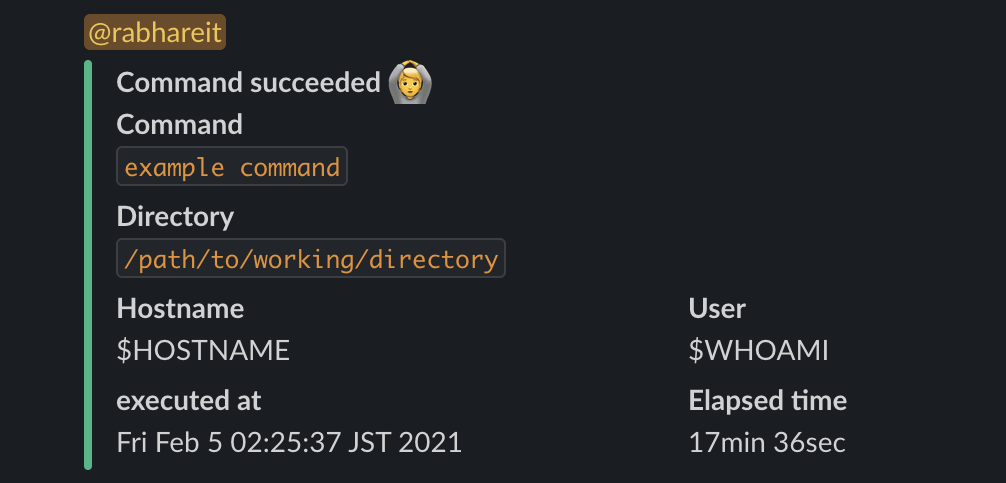 @rabhareit
Command succeeded 🙆
Command
example command
Directory
/path/to/working/directory
Hostname User
$HOSTNAME $WHOAMI
executed at Elapsed time
Fri Feb 5 02:25:37 JST 2021 17min 36sec